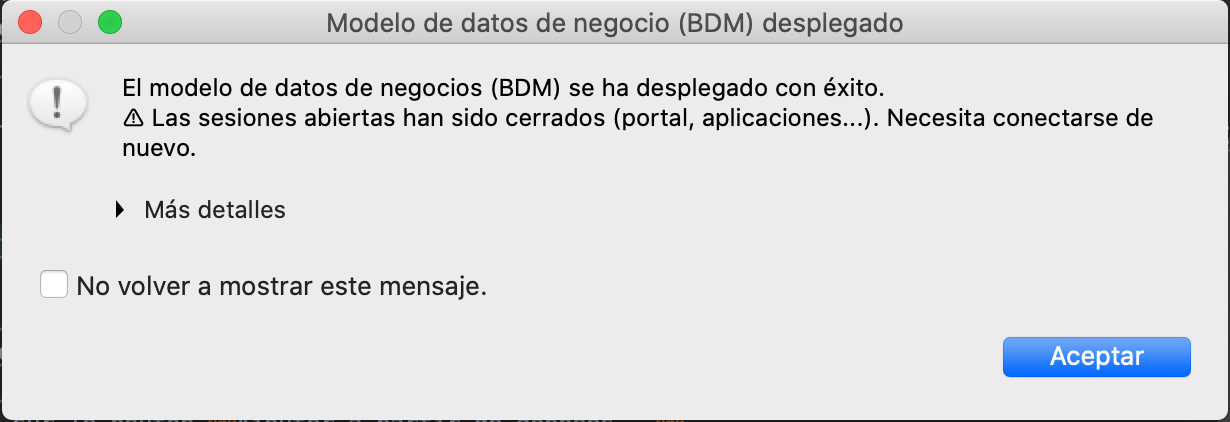 Modelo de datos de negocio (BDM) desplegado
El modelo de datos de negocios (BDM) se ha desplegado con éxito.
⚠ Las sesiones abiertas han sido cerrados (portal, aplicaciones...). Necesita conectarse de
nuevo.
Más detalles
No volver a mostrar este mensaje.
Aceptar